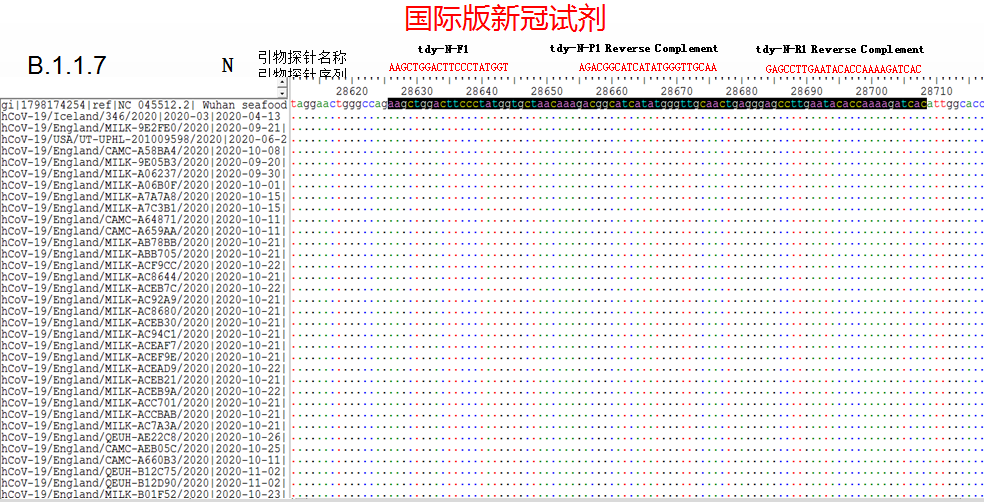 国际版新冠试剂
B.1.1.7 N 引物探针名称 tdy-N-F1 tdy-N-P1 Reverse Complement tdy-N-R1 Reverse Complement
引物探针序列 AAGCTGGACTTCCCTATGGT AGACGGCATCATATGGGTTGCAA GAGCCTTGAATACACCAAAAGATCAC
28620 28630 28640 28650 28660 28670 28680 28690 28700 28710
gi|1798174254|ref|NC 045512.2| Wuhan seafood taggaactgggccagaagctggacttccctatggtgctaacaaagacggcatcatatgggttgcaactgagggagccttgaatacaccaaaagatcacattggcacc
hCoV-19/Iceland/346/2020|2020-03|2020-04-13
hCoV-19/England/MILK-9E2FE0/2020|2020-09-21|
hCoV-19/USA/UT-UPHL-201009598/2020|2020-06-2
hCoV-19/England/CAMC-A58BA4/2020|2020-10-08|
hCoV-19/England/MILK-9E05B3/2020|2020-09-20|
hCoV-19/England/MILK-A06237/2020|2020-09-30|
hCoV-19/England/MILK-A06B0F/2020|2020-10-01|
hCoV-19/England/MILK-A7A7A8/2020|2020-10-15|
hCoV-19/England/MILK-A7C3B1/2020|2020-10-15|
hCoV-19/England/CAMC-A64871/2020|2020-10-11|
hCoV-19/England/CAMC-A659AA/2020|2020-10-11|
hCoV-19/England/MILK-AB78BB/2020|2020-10-21|
hCoV-19/England/MILK-ABB705/2020|2020-10-21|
hCoV-19/England/MILK-ACF9CC/2020|2020-10-22|
hCoV-19/England/MILK-AC8644/2020|2020-10-21|
hCoV-19/England/MILK-ACEB7C/2020|2020-10-22|
hCoV-19/England/MILK-AC92A9/2020|2020-10-21|
hCoV-19/England/MILK-AC8680/2020|2020-10-21|
hCoV-19/England/MILK-ACEB30/2020|2020-10-21|
hCoV-19/England/MILK-AC94C1/2020|2020-10-21|
hCoV-19/England/MILK-ACEAF7/2020|2020-10-21|
hCoV-19/England/MILK-ACEF9E/2020|2020-10-21|
hCoV-19/England/MILK-ACEAD9/2020|2020-10-22|
hCoV-19/England/MILK-ACEB21/2020|2020-10-21|
hCoV-19/England/MILK-ACEB9A/2020|2020-10-22|
hCoV-19/England/MILK-ACC701/2020|2020-10-21|
hCoV-19/England/MILK-ACCBAB/2020|2020-10-21|
hCoV-19/England/MILK-AC7A3A/2020|2020-10-21|
hCoV-19/England/QEUH-AE22C8/2020|2020-10-26|
hCoV-19/England/CAMC-AEB05C/2020|2020-10-25|
hCoV-19/England/CAMC-A660B3/2020|2020-10-11|
hCoV-19/England/QEUH-B12C75/2020|2020-11-02|
hCoV-19/England/QEUH-B12D90/2020|2020-11-02|
hCoV-19/England/MILK-B01F52/2020|2020-10-23|